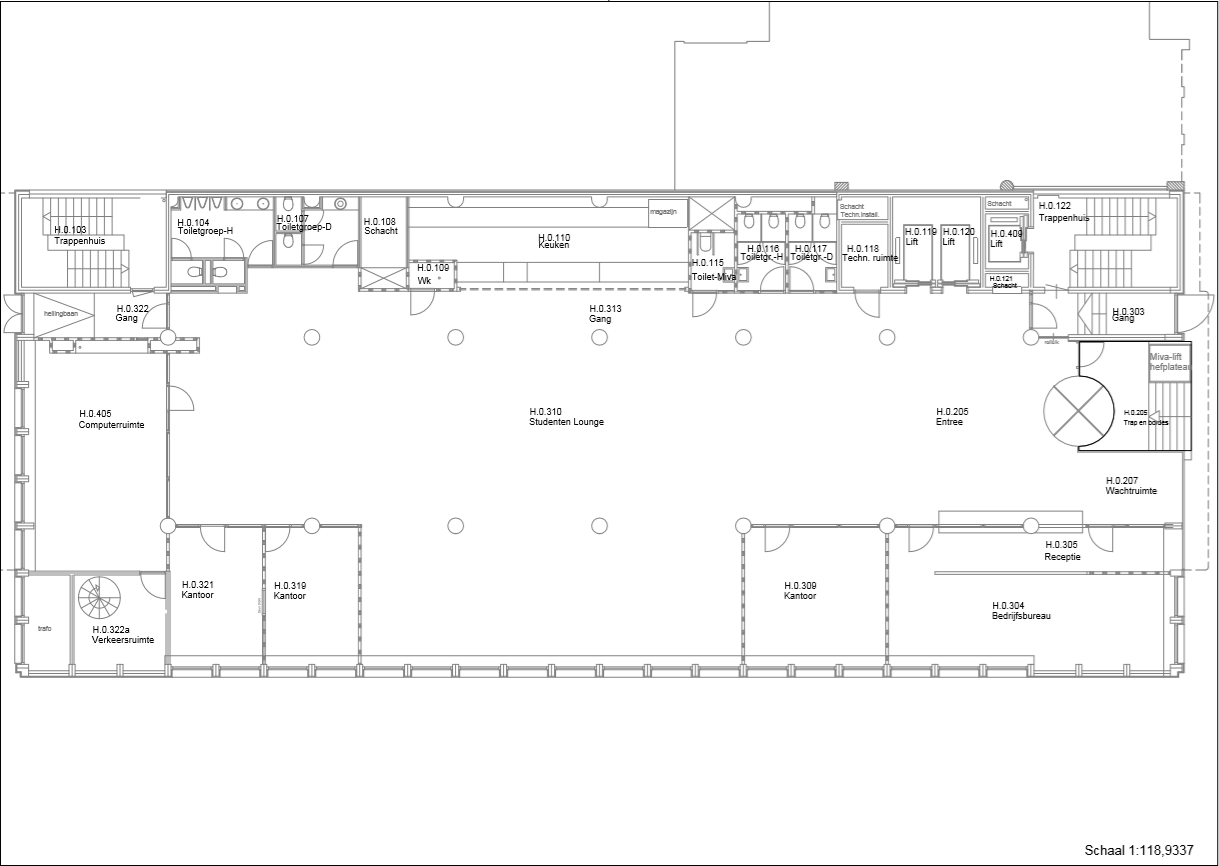 H.0.103
Trappenhuis
H.0.104
Toiletgroep-H
H.0.107
Toiletgroep-D
H.0.108
Schacht
H.0.110
Keuken
magazijn
H.0.109
Wk
H.0.115
Toilet-Miva
H.0.116
Toiletgr.-H
H.0.117
Toiletgr.-D
Schacht
Techn.install.
H.0.118
Techn. ruimte
H.0.119
Lift
H.0.120
Lift
Schacht
H.0.409
Lift
H.0.121
Schacht
H.0.122
Trappenhuis
hellingbaan
H.0.322
Gang
H.0.313
Gang
H.0.303
Gang
Miva-lift
hefplateau
H.0.405
Computerruimte
H.0.310
Studenten Lounge
H.0.205
Entree
H.0.205
Trap en bordes
H.0.207
Wachtruimte
H.0.305
Receptie
H.0.321
Kantoor
H.0.319
Kantoor
H.0.309
Kantoor
H.0.304
Bedrijfsbureau
trafo
H.0.322a
Verkeersruimte
Schaal 1:118,9337